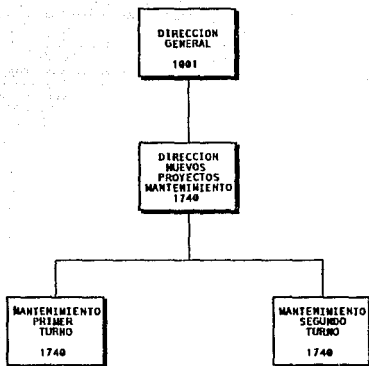 DIRECCION
GENERAL
1001
DIRECCION
NUEVOS
PROYECTOS
MANTENIMIENTO
1740
MANTENIMIENTO
PRIMER
TURNO
1740
MANTENIMIENTO
SEGUNDO
TURNO
1740